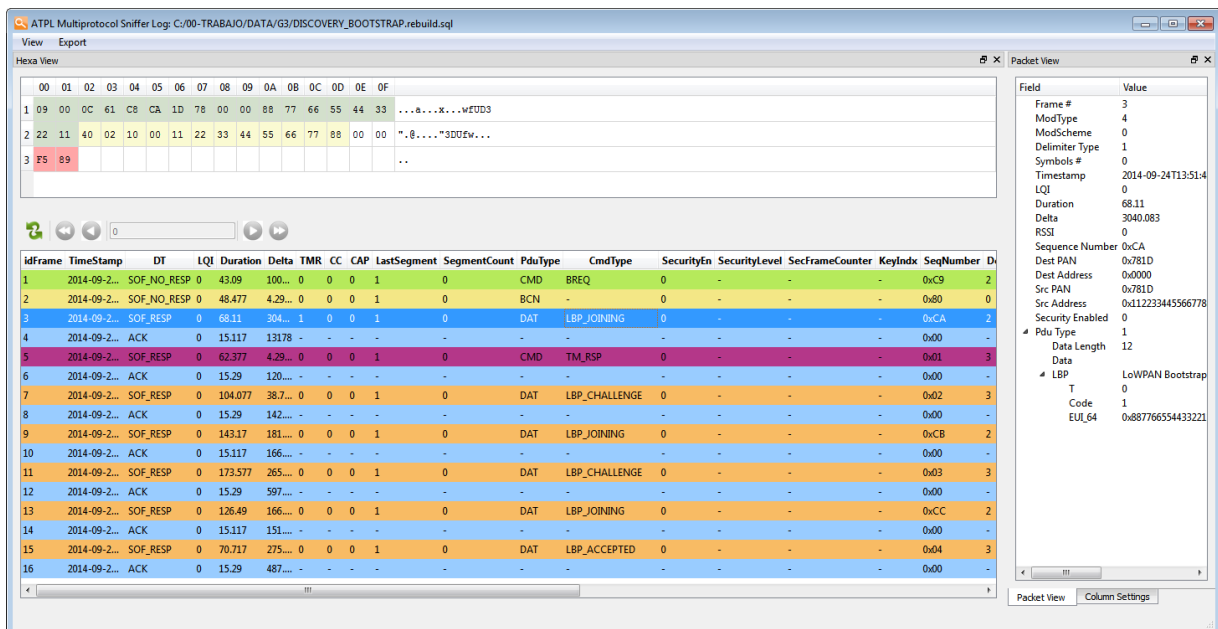 ATPL Multiprotocol Sniffer Log: C:/00-TRABAJO/DATA/G3/DISCOVERY_BOOTSTRAP.rebuild.sql
View Export
Hexa View
00 01 02 03 04 05 06 07 08 09 0A 0B 0C 0D 0E 0F
1 09 00 0C 61 C8 CA 1D 78 00 00 88 77 66 55 44 33 ...a...x...wfUD3
2 22 11 40 02 10 00 11 22 33 44 55 66 77 88 00 00 ".@...."3DUfw...
3 F5 89 ..
0
idFrame TimeStamp DT LQI Duration Delta TMR CC CAP LastSegment SegmentCount PduType CmdType SecurityEn SecurityLevel SecFrameCounter KeyIndx SeqNumber
1 2014-09-2... SOF_NO_RESP 0 43.09 100... 0 0 0 1 0 CMD BREQ 0 - - - 0xC9 2
2 2014-09-2... SOF_NO_RESP 0 48.477 4.29... 0 0 0 1 0 BCN - 0 - - - 0x80 0
3 2014-09-2... SOF_RESP 0 68.11 304... 1 0 0 1 0 DAT LBP_JOINING 0 - - - 0xCA 2
4 2014-09-2... ACK 0 15.117 13178 - - - - - - - - - - - 0x00 -
5 2014-09-2... SOF_RESP 0 62.377 4.29... 0 0 0 1 0 CMD TM_RSP 0 - - - 0x01 3
6 2014-09-2... ACK 0 15.29 120.... - - - - - - - - - - - 0x00 -
7 2014-09-2... SOF_RESP 0 104.077 38.7... 0 0 0 1 0 DAT LBP_CHALLENGE 0 - - - 0x02 3
8 2014-09-2... ACK 0 15.29 142.... - - - - - - - - - - - 0x00 -
9 2014-09-2... SOF_RESP 0 143.17 181.... 0 0 0 1 0 DAT LBP_JOINING 0 - - - 0xCB 2
10 2014-09-2... ACK 0 15.117 166.... - - - - - - - - - - - 0x00 -
11 2014-09-2... SOF_RESP 0 173.577 265.... 0 0 0 1 0 DAT LBP_CHALLENGE 0 - - - 0x03 3
12 2014-09-2... ACK 0 15.29 597.... - - - - - - - - - - - 0x00 -
13 2014-09-2... SOF_RESP 0 126.49 166.... 0 0 0 1 0 DAT LBP_JOINING 0 - - - 0xCC 2
14 2014-09-2... ACK 0 15.117 151.... - - - - - - - - - - - 0x00 -
15 2014-09-2... SOF_RESP 0 70.717 275.... 0 0 0 1 0 DAT LBP_ACCEPTED 0 - - - 0x04 3
16 2014-09-2... ACK 0 15.29 487.... - - - - - - - - - - - 0x00 -
Packet View
Field Value
Frame # 3
ModType 4
ModScheme 0
Delimiter Type 1
Symbols # 0
Timestamp 2014-09-24T13:51:4
LQI 0
Duration 68.11
Delta 3040.083
RSSI 0
Sequence Number 0xCA
Dest PAN 0x781D
Dest Address 0x0000
Src PAN 0x781D
Src Address 0x112233445566778
Security Enabled 0
Pdu Type 1
Data Length 12
Data
LBP LoWPAN Bootstrap
T 0
Code 1
EUI_64 0x887766554433221
Packet View Column Settings